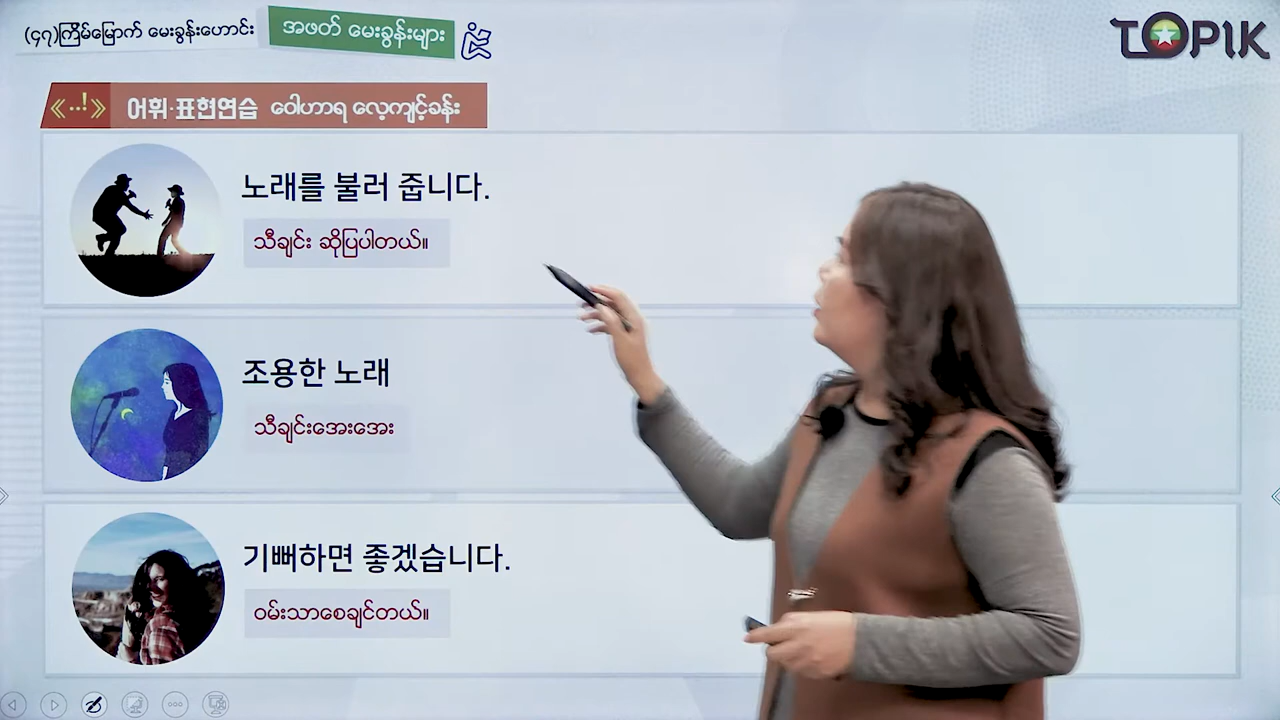 (၄၇)ကြိမ်မြောက် မေးခွန်းဟောင်း
အဖတ် မေးခွန်းများ
TOPIK
어휘·표현연습 ဝေါဟာရ လေ့ကျင့်ခန်း
노래를 불러 줍니다.
သီချင်း ဆိုပြပါတယ်။
조용한 노래
သီချင်းအေးအေး
기뻐하면 좋겠습니다.
ဝမ်းသာစေချင်တယ်။